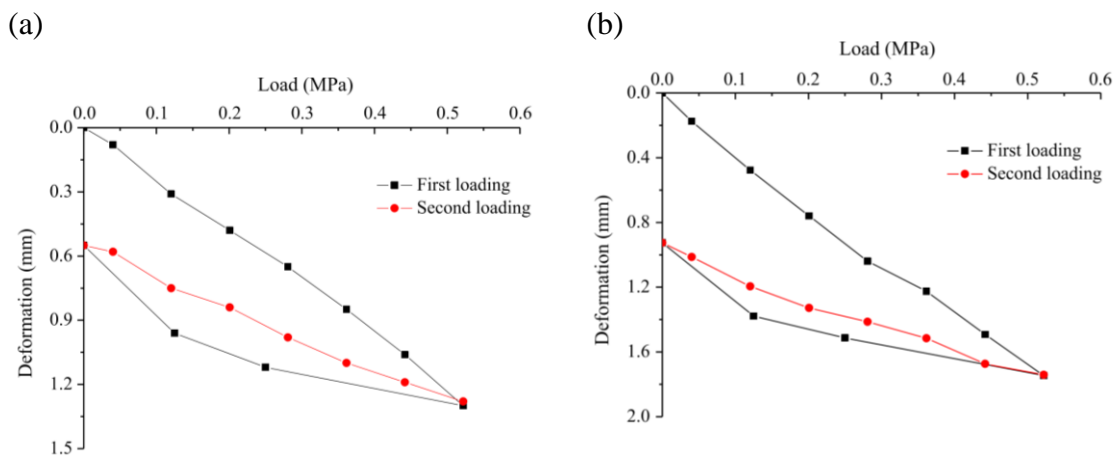 (a)
Load (MPa)
0.0 0.1 0.2 0.3 0.4 0.5 0.6
0.0
0.3
0.6
0.9
1.2
1.5
Deformation (mm)
First loading
Second loading
(b)
Load (MPa)
0.0 0.1 0.2 0.3 0.4 0.5 0.6
0.0
0.4
0.8
1.2
1.6
2.0
Deformation (mm)
First loading
Second loading